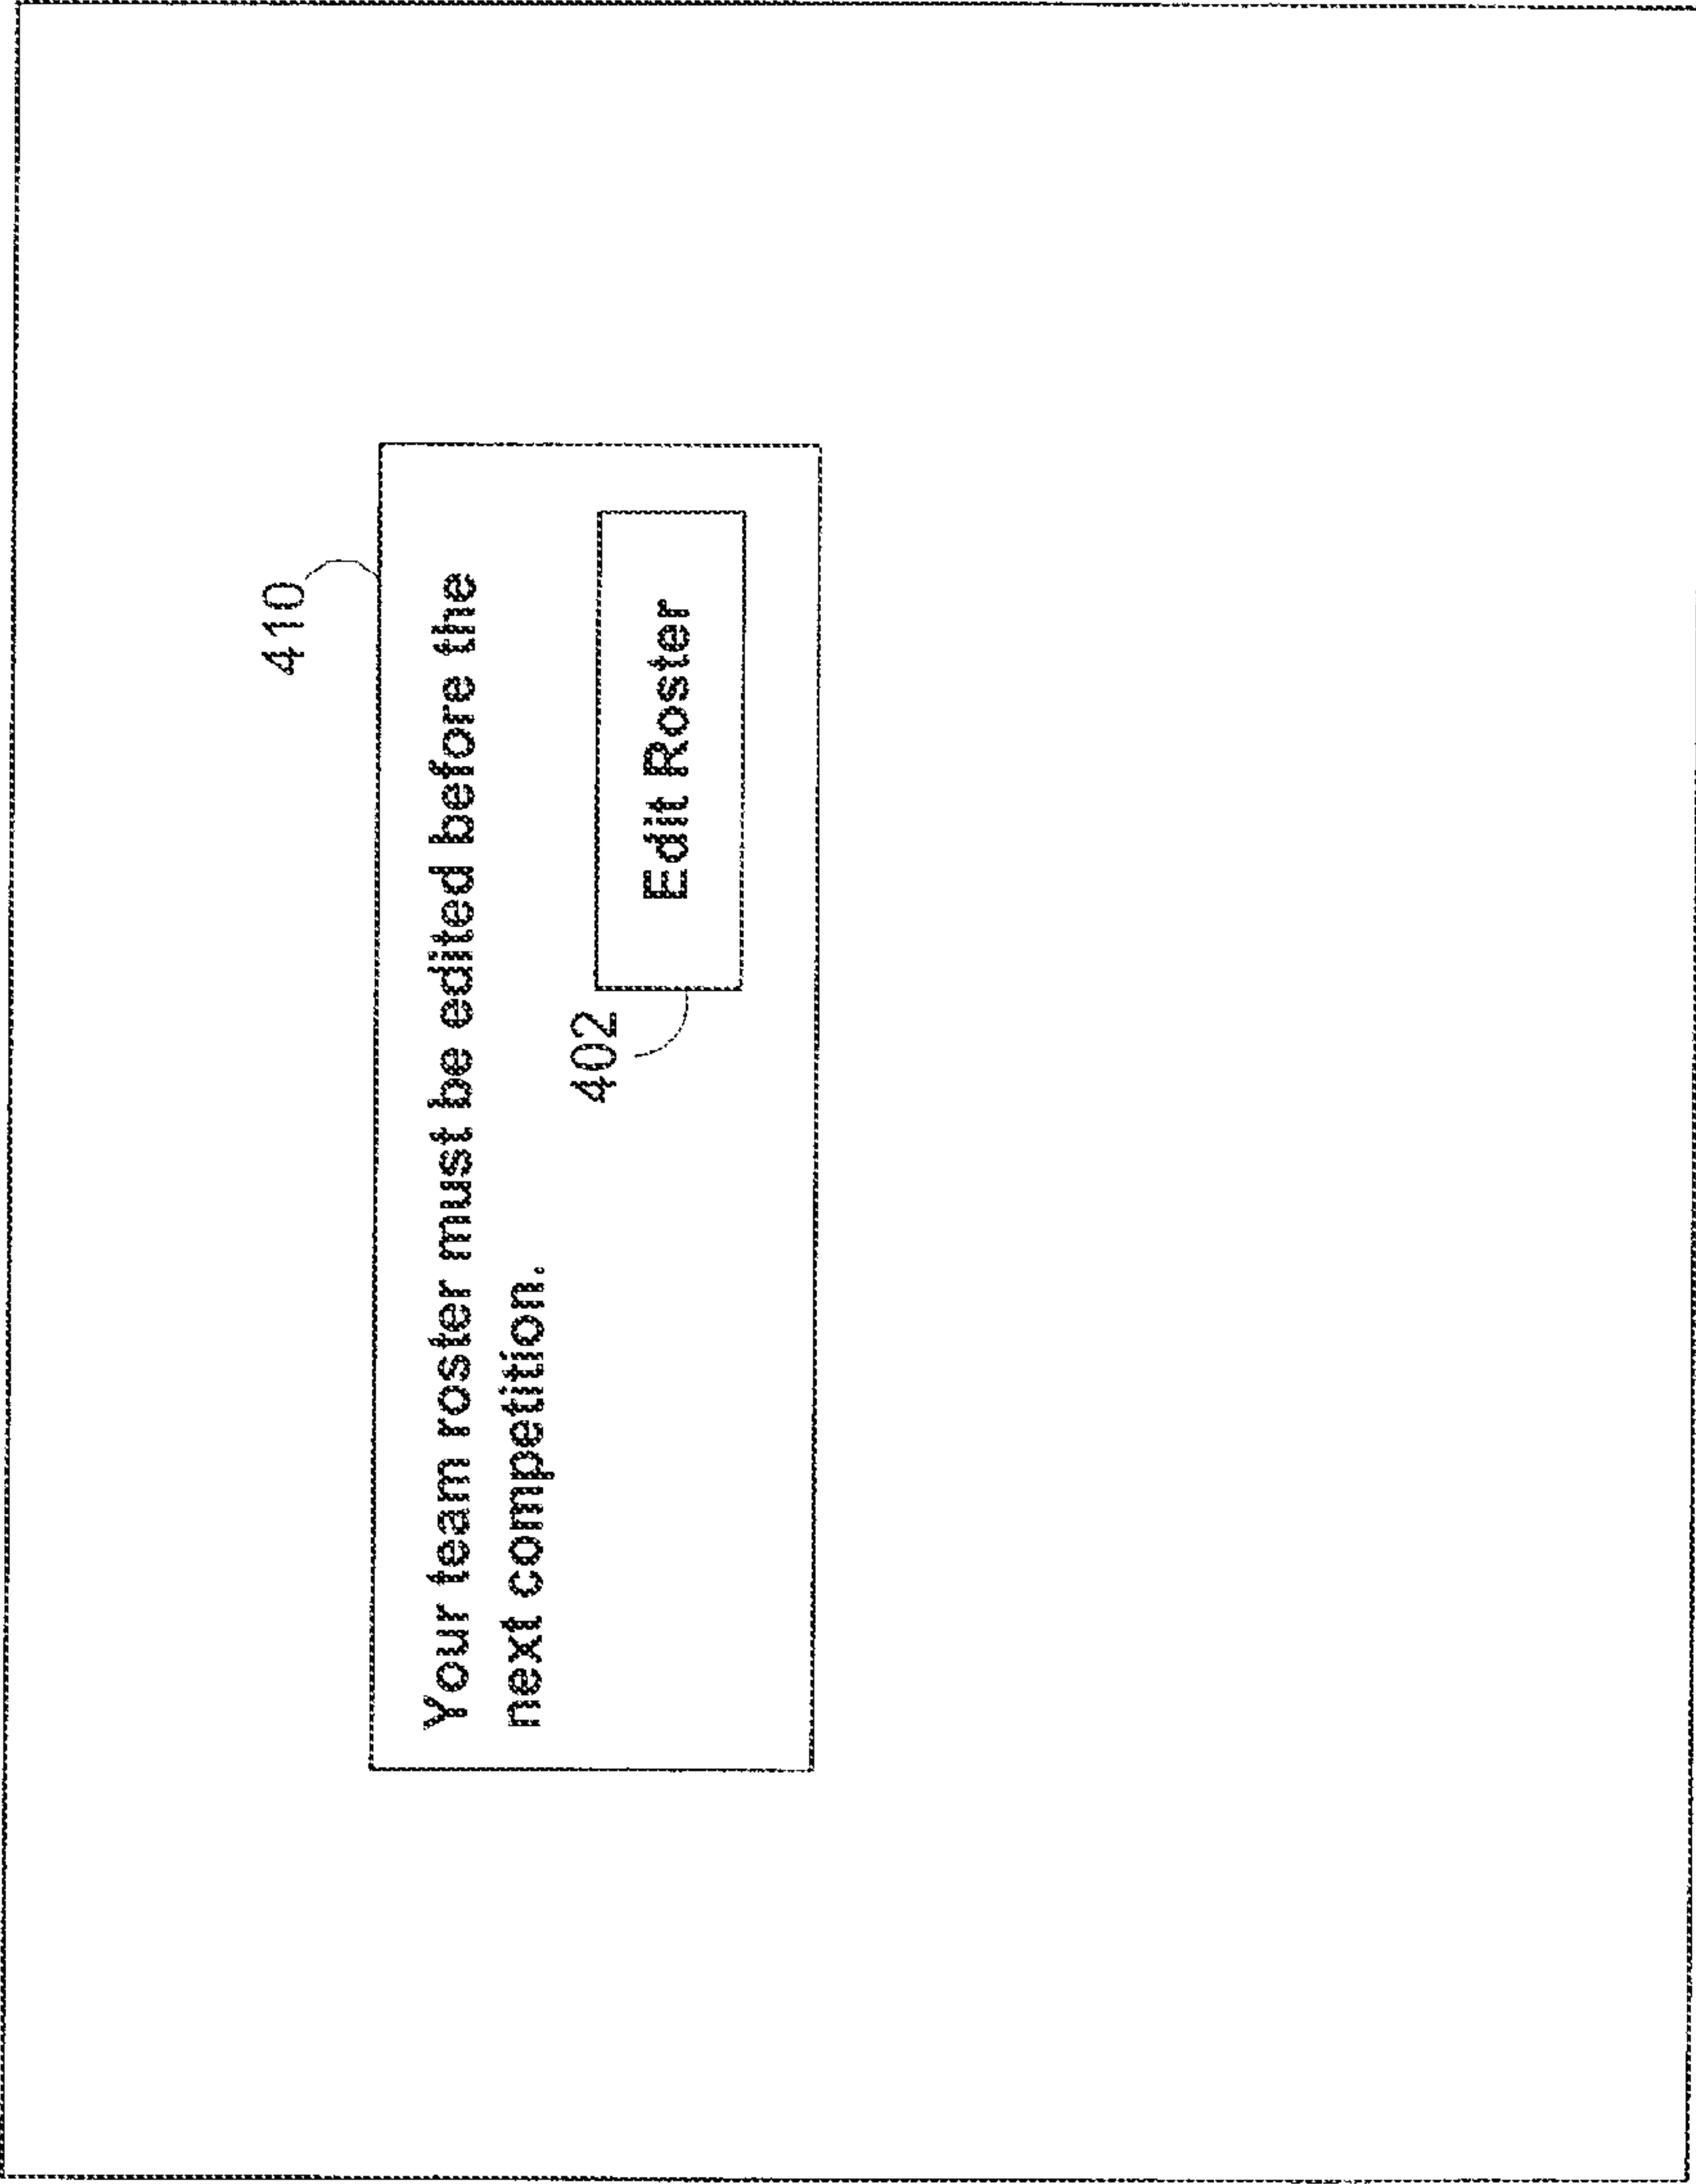 410
Your team roster must be edited before the
next competition.
402
Edit Roster